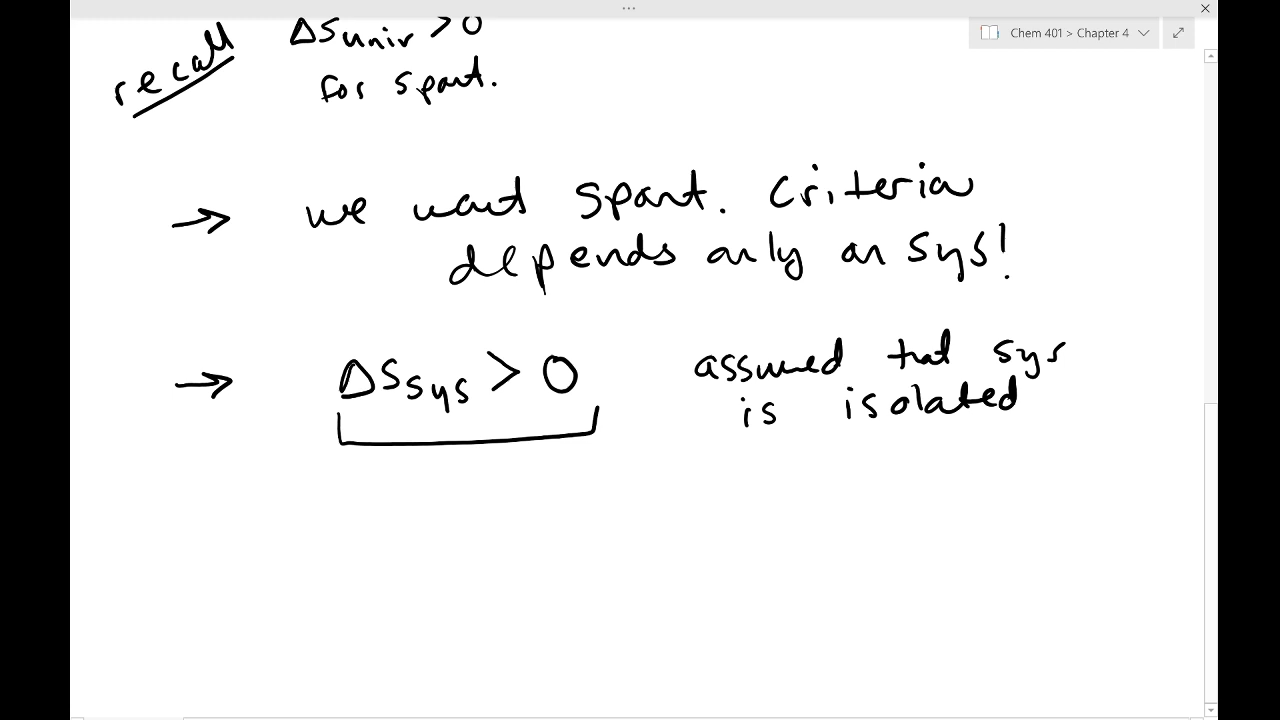 Chem 401 > Chapter 4
recall ΔSuniv > 0
for spont.
→ we want spont. criteria
depends only on sys!
→ ΔSsys > 0 assumed that sys
is isolated